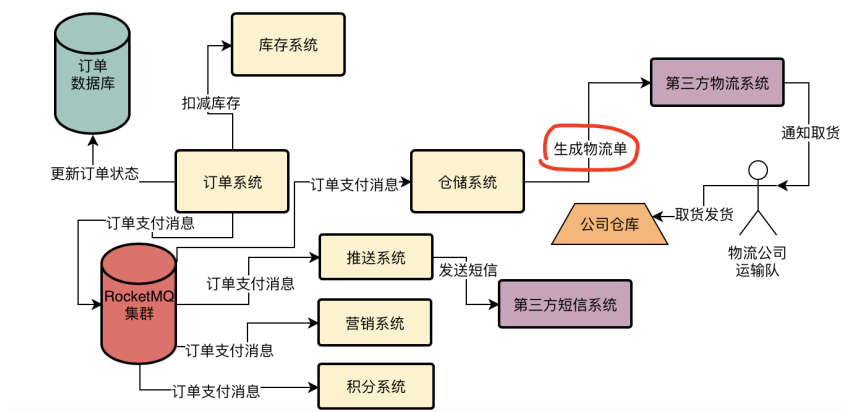 订单
数据库
库存系统
扣减库存
第三方物流系统
生成物流单
通知取货
更新订单状态
订单系统
订单支付消息
仓储系统
订单支付消息
公司仓库
取货发货
物流公司
运输队
RocketMQ
集群
订单支付消息
推送系统
发送短信
第三方短信系统
订单支付消息
营销系统
订单支付消息
积分系统